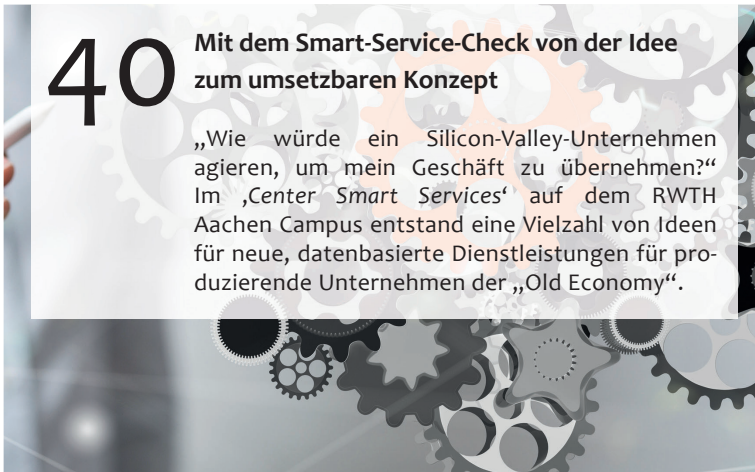 40
Mit dem Smart-Service-Check von der Idee
zum umsetzbaren Konzept
„Wie würde ein Silicon-Valley-Unternehmen
agieren, um mein Geschäft zu übernehmen?“
Im ‚Center Smart Services‘ auf dem RWTH
Aachen Campus entstand eine Vielzahl von Ideen
für neue, datenbasierte Dienstleistungen für pro-
duzierende Unternehmen der „Old Economy“.